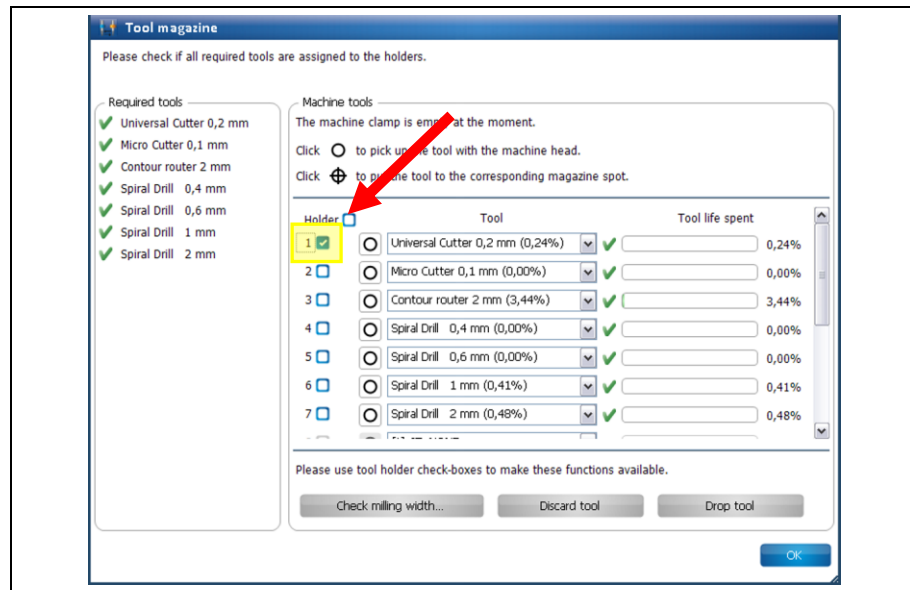 Tool magazine
Please check if all required tools are assigned to the holders.
Required tools
Universal Cutter 0,2 mm
Micro Cutter 0,1 mm
Contour router 2 mm
Spiral Drill 0,4 mm
Spiral Drill 0,6 mm
Spiral Drill 1 mm
Spiral Drill 2 mm
Machine tools
The machine clamp is at the moment.
Click to pick the tool with the machine head.
Click to the tool to the corresponding magazine spot.
Holder Tool Tool life spent
1 Universal Cutter 0,2 mm (0,24%) 0,24%
2 Micro Cutter 0,1 mm (0,00%) 0,00%
3 Contour router 2 mm (3,44%) 3,44%
4 Spiral Drill 0,4 mm (0,00%) 0,00%
5 Spiral Drill 0,6 mm (0,00%) 0,00%
6 Spiral Drill 1 mm (0,41%) 0,41%
7 Spiral Drill 2 mm (0,48%) 0,48%
Please use tool holder check-boxes to make these functions available.
Check milling width... Discard tool Drop tool
OK